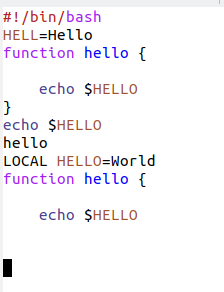 #!/bin/bash
HELL=Hello
function hello {
echo $HELLO
}
echo $HELLO
hello
LOCAL HELLO=World
function hello {
echo $HELLO